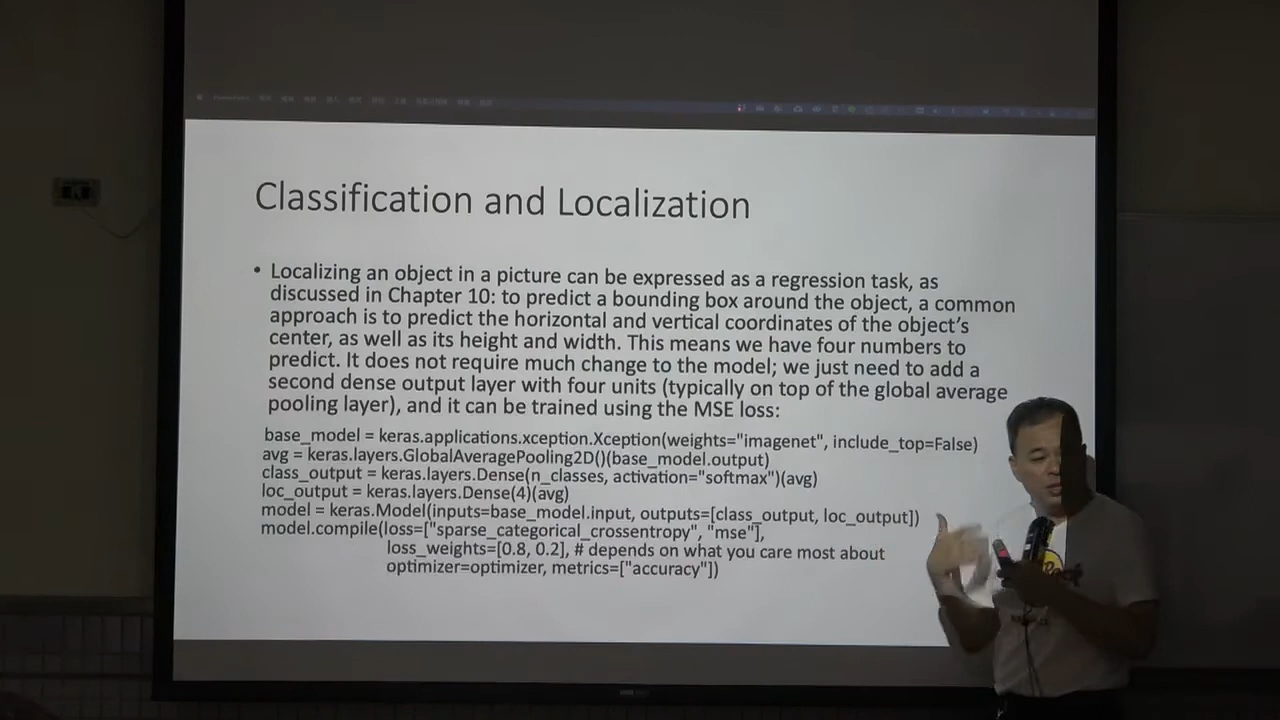 Classification and Localization
• Localizing an object in a picture can be expressed as a regression task, as
discussed in Chapter 10: to predict a bounding box around the object, a common
approach is to predict the horizontal and vertical coordinates of the object's
center, as well as its height and width. This means we have four numbers to
predict. It does not require much change to the model; we just need to add a
second dense output layer with four units (typically on top of the global average
pooling layer), and it can be trained using the MSE loss:
base_model = keras.applications.xception.Xception(weights="imagenet", include_top=False)
avg = keras.layers.GlobalAveragePooling2D()(base_model.output)
class_output = keras.layers.Dense(n_classes, activation="softmax")(avg)
loc_output = keras.layers.Dense(4)(avg)
model = keras.Model(inputs=base_model.input, outputs=[class_output, loc_output])
model.compile(loss=["sparse_categorical_crossentropy", "mse"],
loss_weights=[0.8, 0.2], # depends on what you care most about
optimizer=optimizer, metrics=["accuracy"])